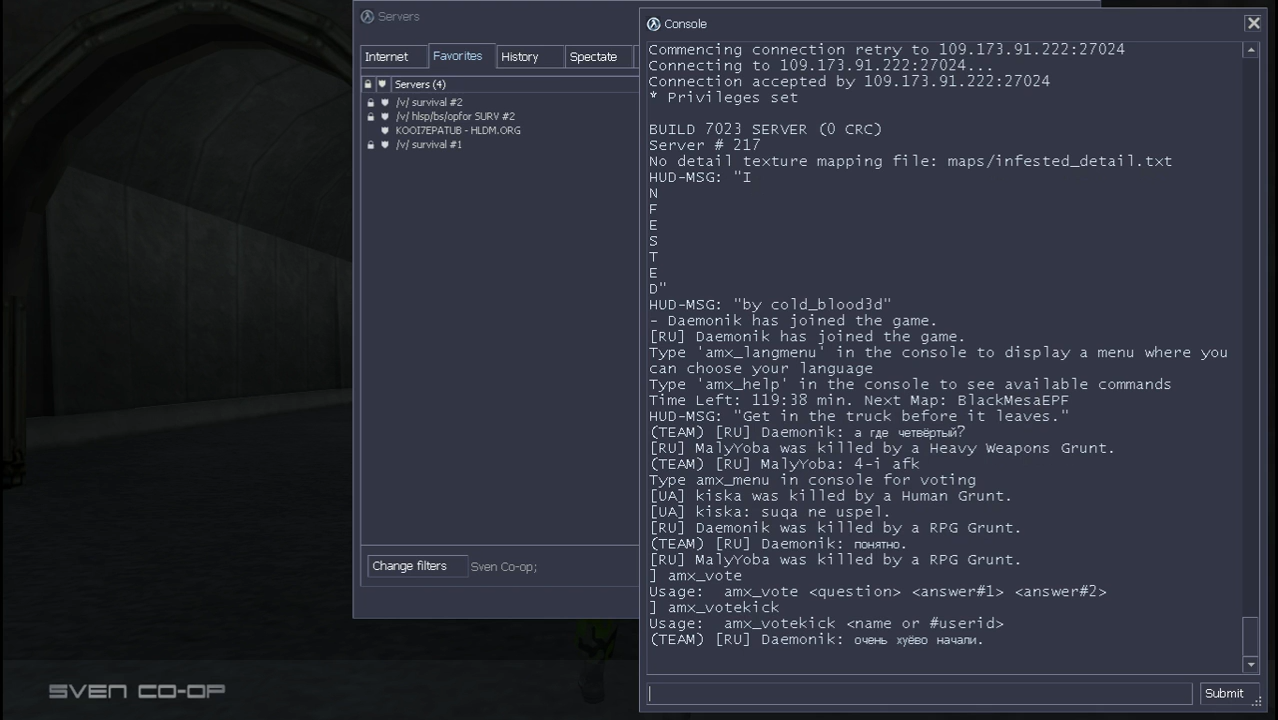 Servers
Internet
Favorites
History
Spectate
Servers (4)
/v/ survival #2
/v/ hlsp/bs/opfor SURV #2
KOOI7EPATUB - HLDM.ORG
/v/ survival #1
Change filters
Sven Co-op;
SVEN CO-OP
Console
Commencing connection retry to 109.173.91.222:27024
Connecting to 109.173.91.222:27024...
Connection accepted by 109.173.91.222:27024
* Privileges set
BUILD 7023 SERVER (0 CRC)
Server # 217
No detail texture mapping file: maps/infested_detail.txt
HUD-MSG: "I
N
F
E
S
T
E
D"
HUD-MSG: "by cold_blood3d"
- Daemonik has joined the game.
[RU] Daemonik has joined the game.
Type 'amx_langmenu' in the console to display a menu where you
can choose your language
Type 'amx_help' in the console to see available commands
Time Left: 119:38 min. Next Map: BlackMesaEPF
HUD-MSG: "Get in the truck before it leaves."
(TEAM) [RU] Daemonik: а где четвёртый?
[RU] MalyYoba was killed by a Heavy Weapons Grunt.
(TEAM) [RU] MalyYoba: 4-i afk
Type amx_menu in console for voting
[UA] kiska was killed by a Human Grunt.
[UA] kiska: suqa ne uspel.
[RU] Daemonik was killed by a RPG Grunt.
(TEAM) [RU] Daemonik: понятно.
[RU] MalyYoba was killed by a RPG Grunt.
] amx_vote
Usage:  amx_vote <question> <answer#1> <answer#2>
] amx_votekick
Usage:  amx_votekick <name or #userid>
(TEAM) [RU] Daemonik: очень хуёво начали.
Submit